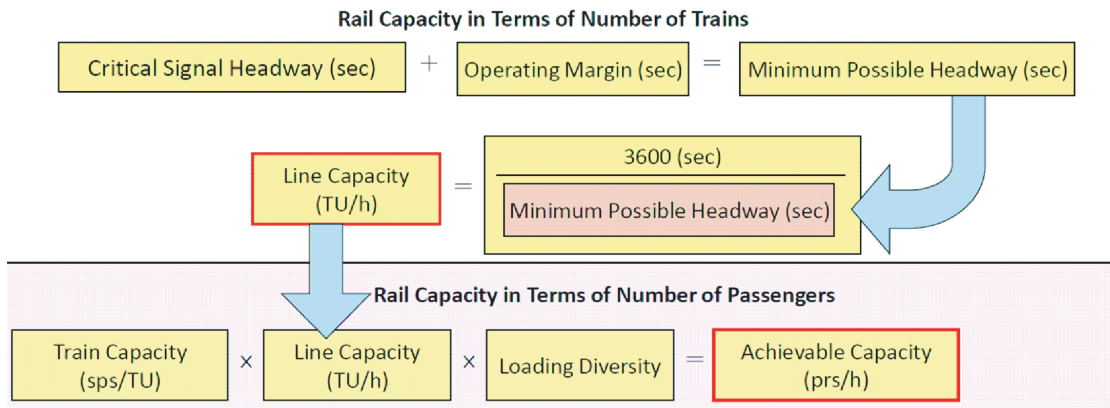 Rail Capacity in Terms of Number of Trains
Critical Signal Headway (sec) + Operating Margin (sec) = Minimum Possible Headway (sec)
Line Capacity
(TU/h)
=
3600 (sec)
Minimum Possible Headway (sec)
Rail Capacity in Terms of Number of Passengers
Train Capacity
(sps/TU)
×
Line Capacity
(TU/h)
×
Loading Diversity
=
Achievable Capacity
(prs/h)